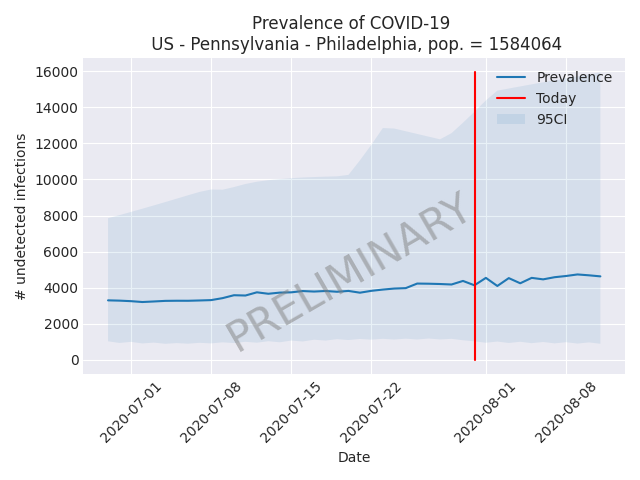 Prevalence of COVID-19
US - Pennsylvania - Philadelphia, pop. = 1584064
# undetected infections
16000
14000
12000
10000
8000
6000
4000
2000
0
Prevalence
Today
95CI
PRELIMINARY
2020-07-01
2020-07-08
2020-07-15
2020-07-22
2020-08-01
2020-08-08
Date